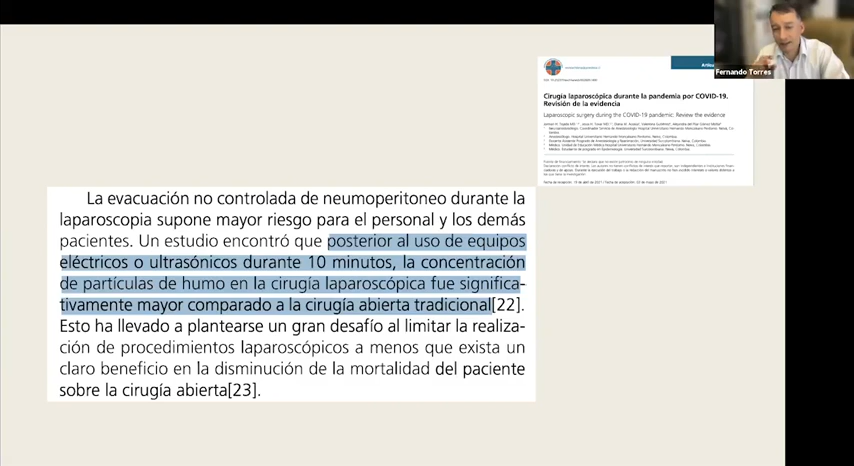 Fernando Torres
Cirugía laparoscópica durante la pandemia por COVID-19.
Revisión de la evidencia
Laparoscopic surgery during the COVID-19 pandemic: Review the evidence
La evacuación no controlada de neumoperitoneo durante la
laparoscopia supone mayor riesgo para el personal y los demás
pacientes. Un estudio encontró que posterior al uso de equipos
eléctricos o ultrasónicos durante 10 minutos, la concentración
de partículas de humo en la cirugía laparoscópica fue significa-
tivamente mayor comparado a la cirugía abierta tradicional[22].
Esto ha llevado a plantearse un gran desafío al limitar la realiza-
ción de procedimientos laparoscópicos a menos que exista un
claro beneficio en la disminución de la mortalidad del paciente
sobre la cirugía abierta[23].